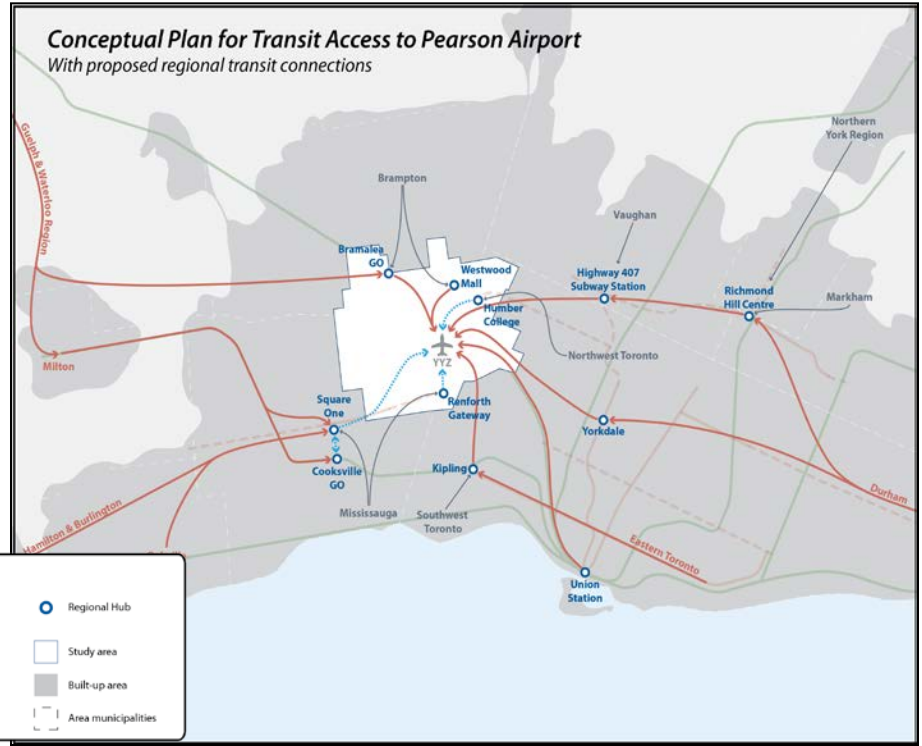 Conceptual Plan for Transit Access to Pearson Airport
With proposed regional transit connections
Guelph & Waterloo Region
Northern
York Region
Brampton
Vaughan
Bramalea
GO
Westwood
Mall
Highway 407
Subway Station
Richmond
Hill Centre
Markham
Humber
College
Northwest Toronto
YYZ
Milton
Square
One
Renforth
Gateway
Yorkdale
Cooksville
GO
Kipling
Durham
Mississauga
Southwest
Toronto
Hamilton & Burlington
Eastern Toronto
Union
Station
Regional Hub
Study area
Built-up area
Area municipalities